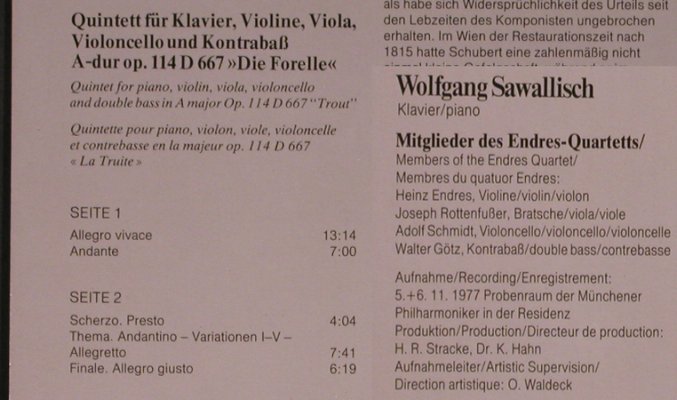 Quintett für Klavier, Violine, Viola,
Violoncello und Kontrabaß
A-dur op. 114 D 667 »Die Forelle«
Quintet for piano, violin, viola, violoncello
and double bass in A major Op. 114 D 667 “Trout”
Quintette pour piano, violon, viole, violoncelle
et contrebasse en la majeur op. 114 D 667
« La Truite »
SEITE 1
Allegro vivace 13:14
Andante 7:00
SEITE 2
Scherzo. Presto 4:04
Thema. Andantino – Variationen I–V –
Allegretto 7:41
Finale. Allegro giusto 6:19
als habe sich Widersprüchlichkeit des Urteils seit
den Lebzeiten des Komponisten ungebrochen
erhalten. Im Wien der Restaurationszeit nach
1815 hatte Schubert eine zahlenmäßig nicht
Wolfgang Sawallisch
Klavier/piano
Mitglieder des Endres-Quartetts/
Members of the Endres Quartet/
Membres du quatuor Endres:
Heinz Endres, Violine/violin/violon
Joseph Rottenfußer, Bratsche/viola/viole
Adolf Schmidt, Violoncello/violoncello/violoncelle
Walter Götz, Kontrabaß/double bass/contrebasse
Aufnahme/Recording/Enregistrement:
5.+6. 11. 1977 Probenraum der Münchener
Philharmoniker in der Residenz
Produktion/Production/Directeur de production:
H. R. Stracke, Dr. K. Hahn
Aufnahmeleiter/Artistic Supervision/
Direction artistique: O. Waldeck